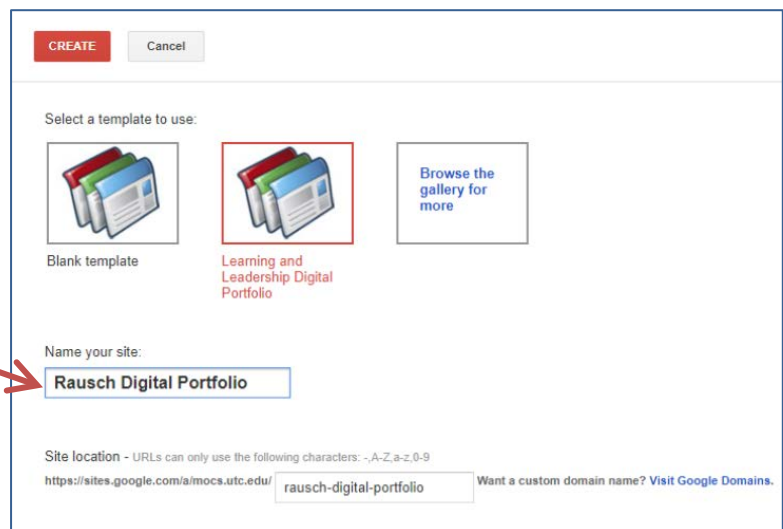 CREATE Cancel
Select a template to use:
Browse the
gallery for
more
Blank template
Learning and
Leadership Digital
Portfolio
Name your site:
Rausch Digital Portfolio
Site location - URLs can only use the following characters: -,A-Z,a-z,0-9
https://sites.google.com/a/mocs.utc.edu/ rausch-digital-portfolio Want a custom domain name? Visit Google Domains.